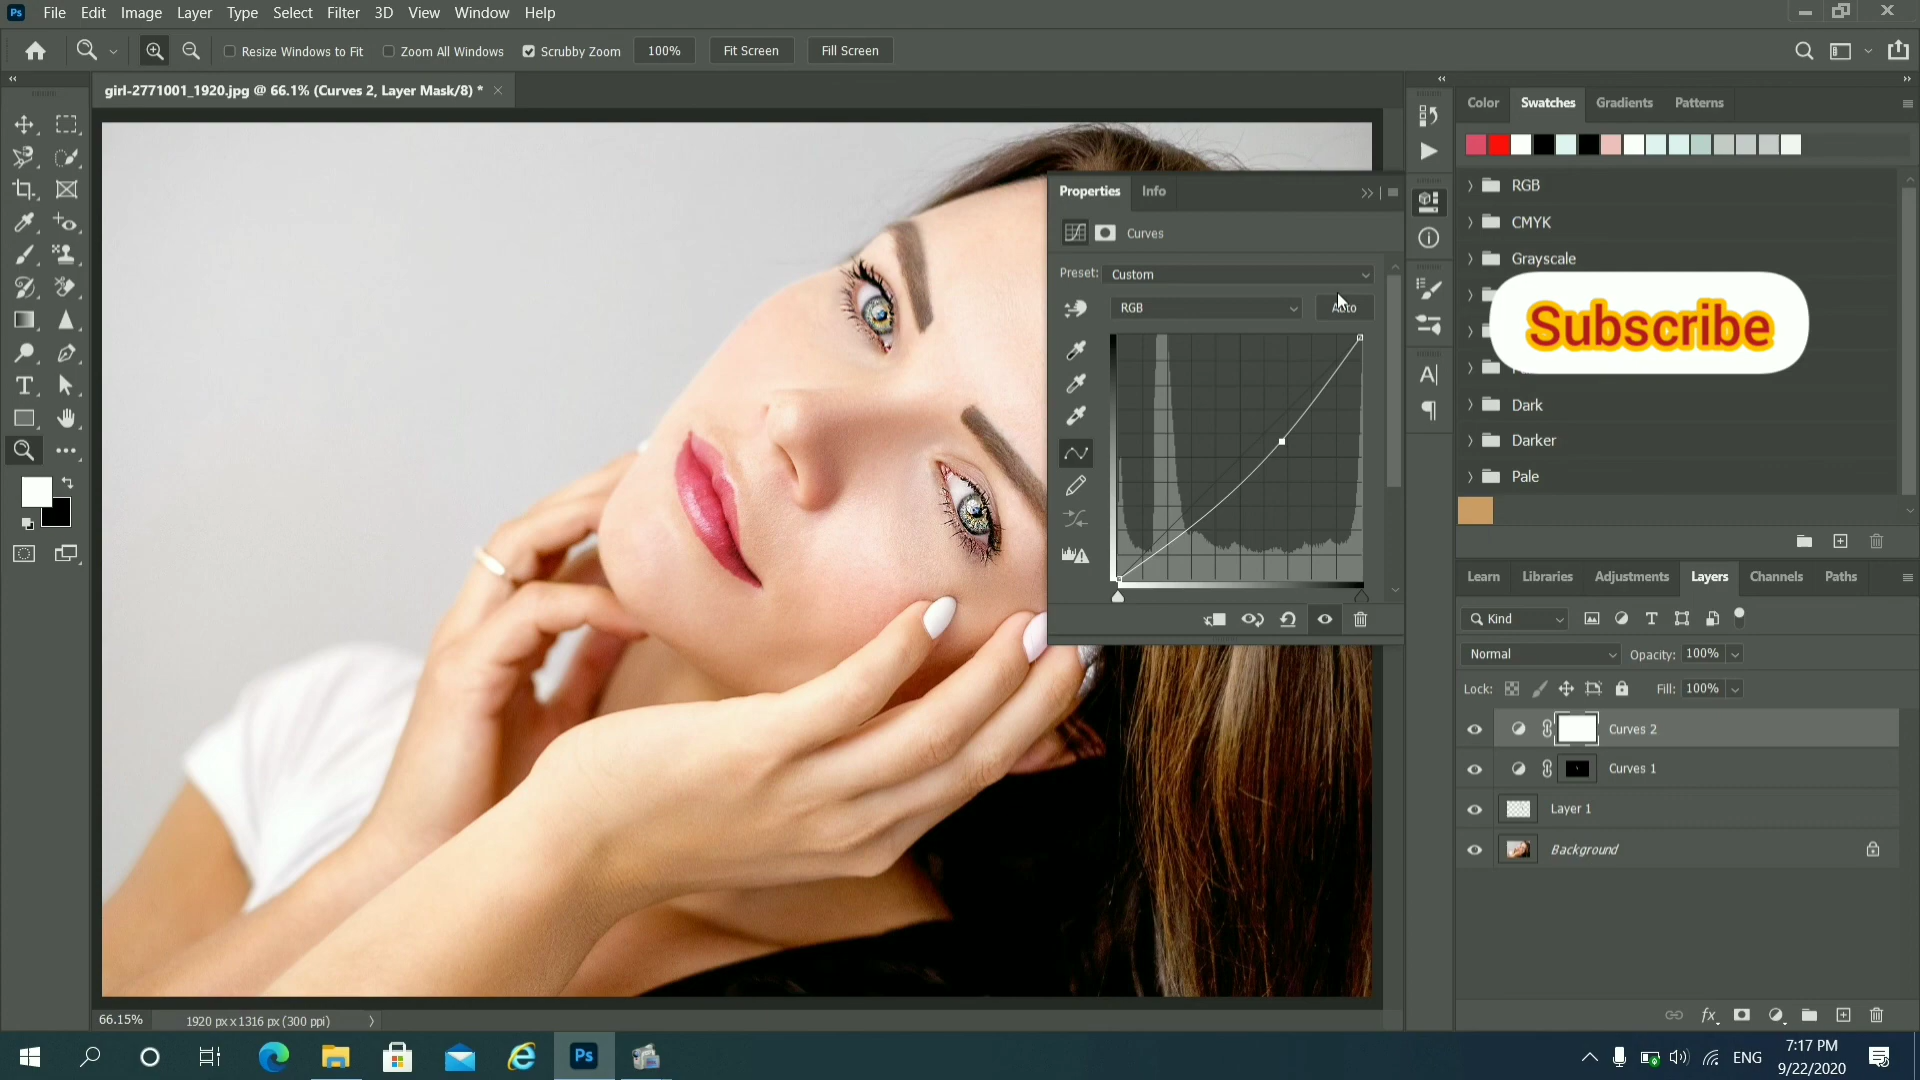 Ps File Edit Image Layer Type Select Filter 3D View Window Help
Resize Windows to Fit Zoom All Windows Scrubby Zoom 100% Fit Screen Fill Screen
girl-2771001_1920.jpg @ 66.1% (Curves 2, Layer Mask/8) *
Color Swatches Gradients Patterns
RGB
CMYK
Grayscale
Dark
Darker
Pale
Subscribe
Properties Info
Curves
Preset: Custom
RGB Auto
Learn Libraries Adjustments Layers Channels Paths
Kind
Normal Opacity: 100%
Lock: Fill: 100%
Curves 2
Curves 1
Layer 1
Background
fx
66.15% 1920 px x 1316 px (300 ppi)
Ps
ENG
7:17 PM
9/22/2020